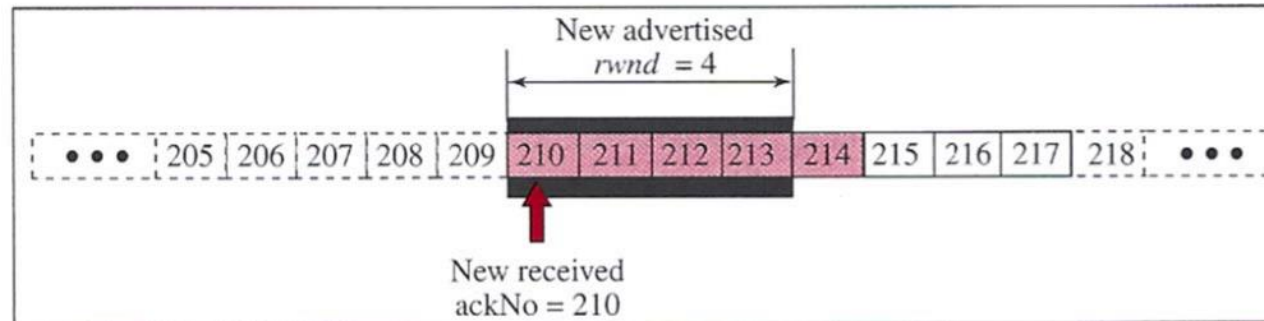 New advertised
rwnd = 4
••• 205 206 207 208 209 210 211 212 213 214 215 216 217 218 •••
New received
ackNo = 210